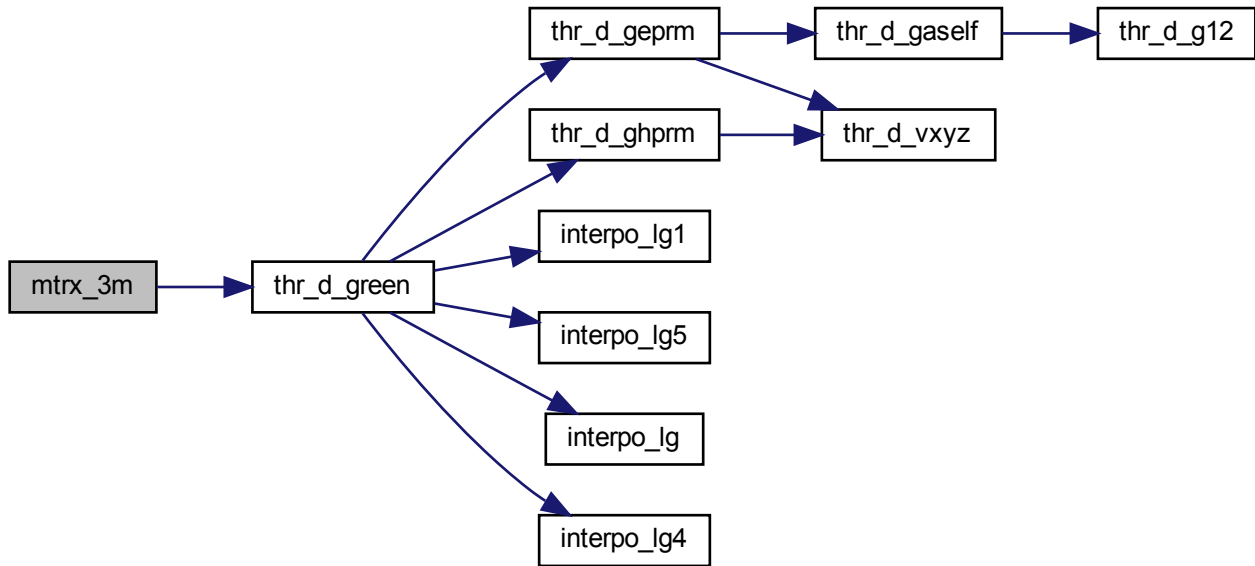 thr_d_geprm
thr_d_gaself
thr_d_g12
thr_d_ghprm
thr_d_vxyz
interpo_lg1
mtrx_3m
thr_d_green
interpo_lg5
interpo_lg
interpo_lg4